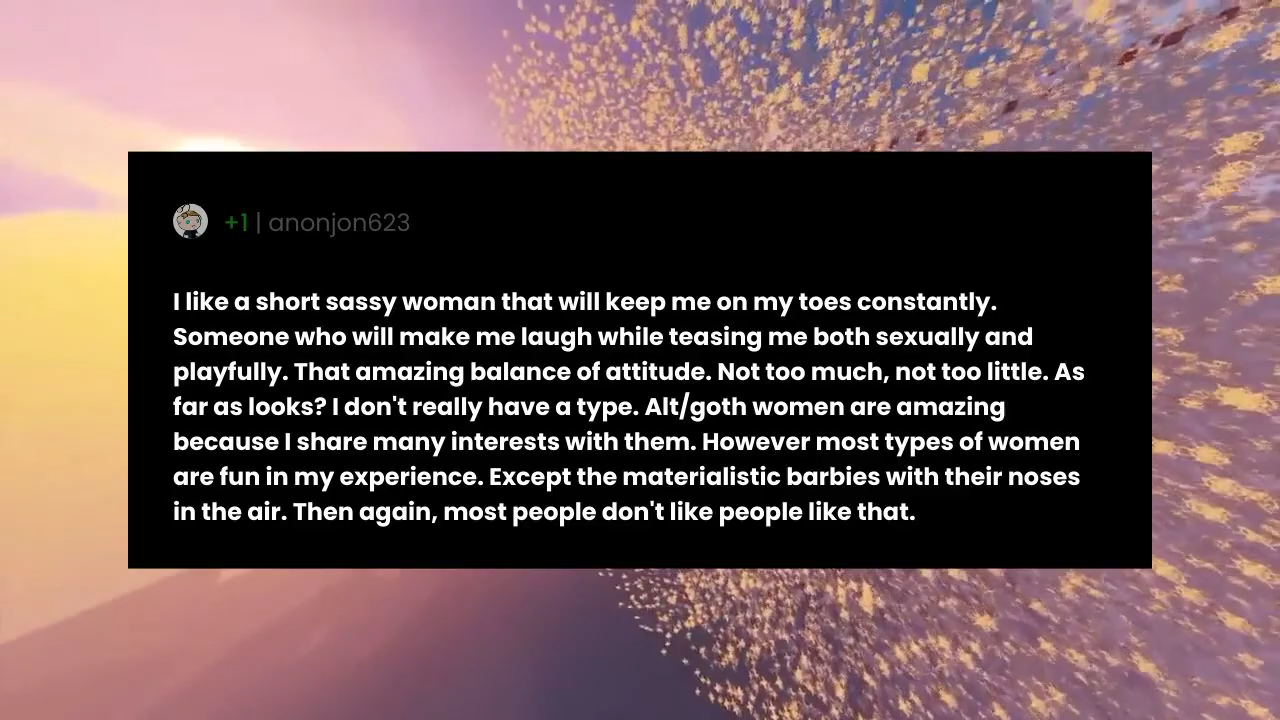 +1 | anonjon623
I like a short sassy woman that will keep me on my toes constantly.
Someone who will make me laugh while teasing me both sexually and
playfully. That amazing balance of attitude. Not too much, not too little. As
far as looks? I don't really have a type. Alt/goth women are amazing
because I share many interests with them. However most types of women
are fun in my experience. Except the materialistic barbies with their noses
in the air. Then again, most people don't like people like that.